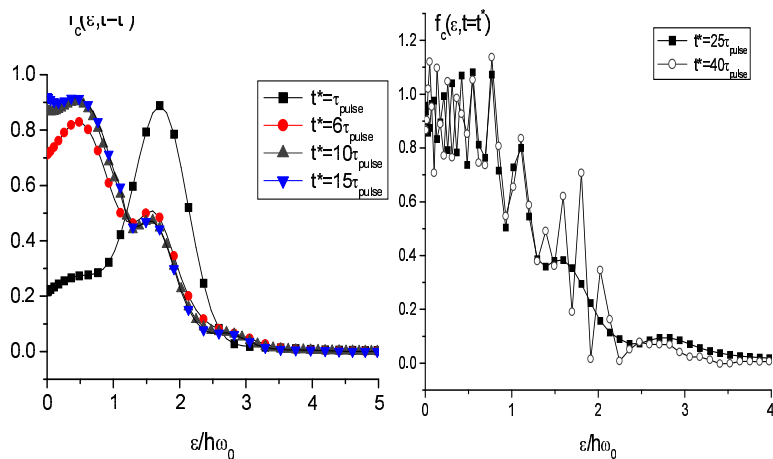 f_c(ε,t=t*)
t*=τ_pulse
t*=6τ_pulse
t*=10τ_pulse
t*=15τ_pulse
1.0
0.8
0.6
0.4
0.2
0.0
0 1 2 3 4 5
ε/hω_0
f_c(ε,t=t*)
t*=25τ_pulse
t*=40τ_pulse
1.2
1.0
0.8
0.6
0.4
0.2
0.0
0 1 2 3 4
ε/hω_0